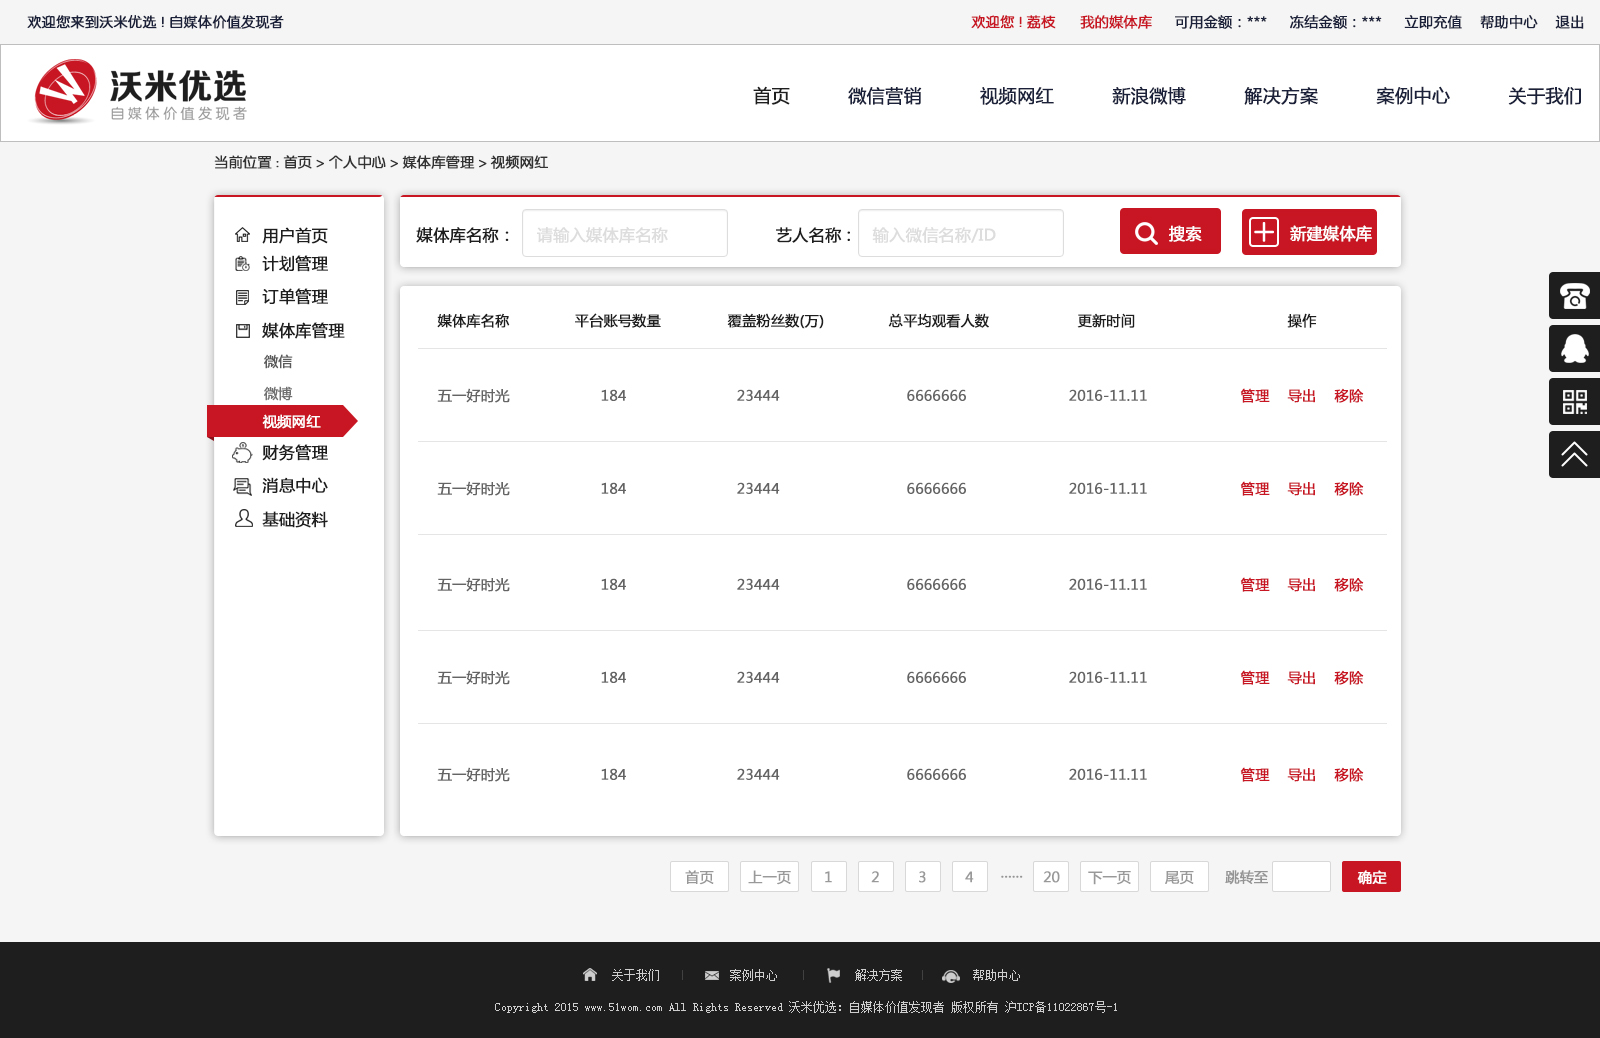 欢迎您来到沃米优选！自媒体价值发现者 欢迎您！荔枝 我的媒体库 可用金额：*** 冻结金额：*** 立即充值 帮助中心 退出
沃米优选
自媒体价值发现者
首页 微信营销 视频网红 新浪微博 解决方案 案例中心 关于我们
当前位置：首页 > 个人中心 > 媒体库管理 > 视频网红
用户首页
计划管理
订单管理
媒体库管理
微信
微博
视频网红
财务管理
消息中心
基础资料
媒体库名称： 请输入媒体库名称 艺人名称： 输入微信名称/ID 搜索 新建媒体库
媒体库名称 平台账号数量 覆盖粉丝数(万) 总平均观看人数 更新时间 操作
五一好时光 184 23444 6666666 2016-11.11 管理 导出 移除
五一好时光 184 23444 6666666 2016-11.11 管理 导出 移除
五一好时光 184 23444 6666666 2016-11.11 管理 导出 移除
五一好时光 184 23444 6666666 2016-11.11 管理 导出 移除
五一好时光 184 23444 6666666 2016-11.11 管理 导出 移除
首页 上一页 1 2 3 4 ······ 20 下一页 尾页 跳转至 确定
关于我们 | 案例中心 | 解决方案 | 帮助中心
Copyright 2015 www.51wom.com All Rights Reserved 沃米优选：自媒体价值发现者 版权所有 沪ICP备11022867号-1